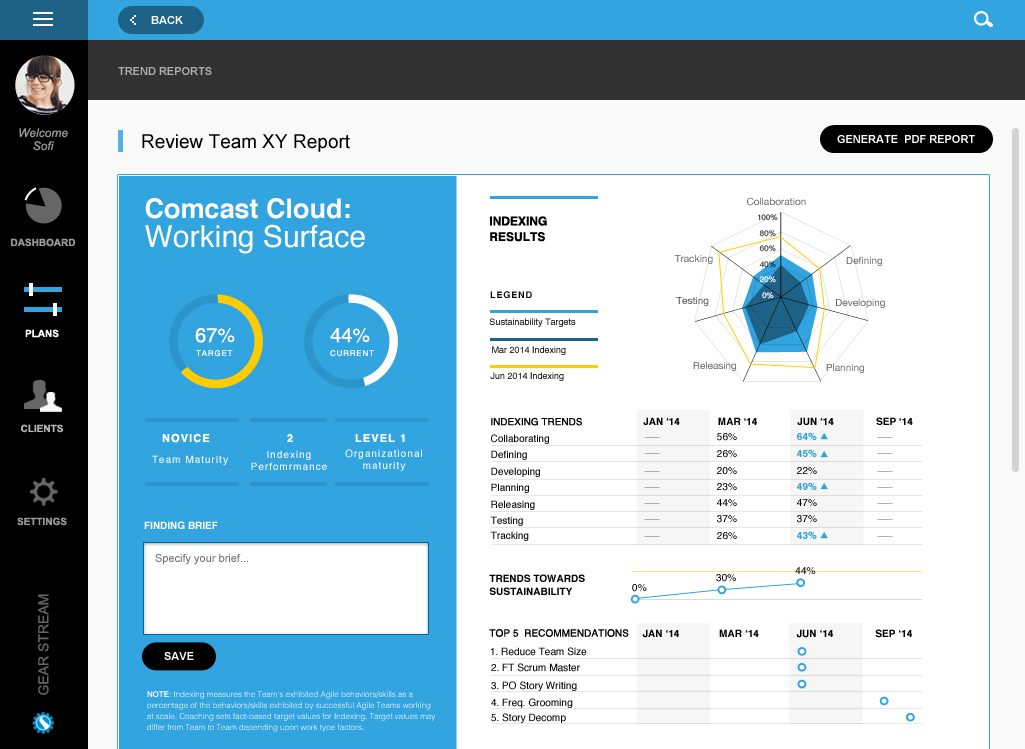 BACK
TREND REPORTS
Welcome
Sofi
DASHBOARD
PLANS
CLIENTS
SETTINGS
GEAR STREAM
Review Team XY Report
GENERATE PDF REPORT
Comcast Cloud:
Working Surface
67%
TARGET
44%
CURRENT
NOVICE
Team Maturity
2
Indexing
Perfomrmance
LEVEL 1
Organizational
maturity
FINDING BRIEF
Specify your brief...
SAVE
NOTE: Indexing measures the Team's exhibited Agile behaviors/skills as a
percentage of the behaviors/skills exhibited by successful Agile Teams working
at scale. Coaching sets fact-based target values for Indexing. Target values may
differ from Team to Team depending upon work type factors.
INDEXING
RESULTS
LEGEND
Sustainability Targets
Mar 2014 Indexing
Jun 2014 Indexing
Collaboration
100%
80%
60%
40%
20%
0%
Tracking
Defining
Testing
Developing
Releasing
Planning
INDEXING TRENDS JAN '14 MAR '14 JUN '14 SEP '14
Collaborating — 56% 64% ▲ —
Defining — 26% 45% ▲ —
Developing — 20% 22% —
Planning — 23% 49% ▲ —
Releasing — 44% 47% —
Testing — 37% 37% —
Tracking — 26% 43% ▲ —
TRENDS TOWARDS
SUSTAINABILITY
0% 30% 44%
TOP 5 RECOMMENDATIONS JAN '14 MAR '14 JUN '14 SEP '14
1. Reduce Team Size
2. FT Scrum Master
3. PO Story Writing
4. Freq. Grooming
5. Story Decomp